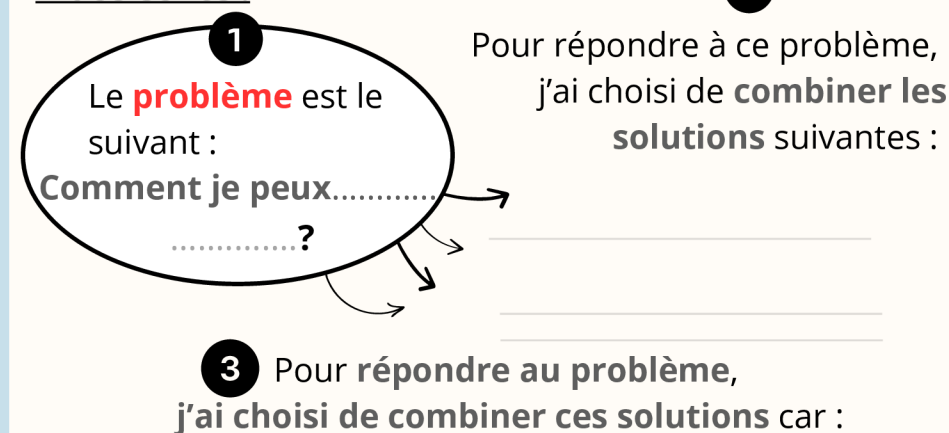 1
Le problème est le
suivant :
Comment je peux............
..............?
Pour répondre à ce problème,
j'ai choisi de combiner les
solutions suivantes :
3 Pour répondre au problème,
j'ai choisi de combiner ces solutions car :